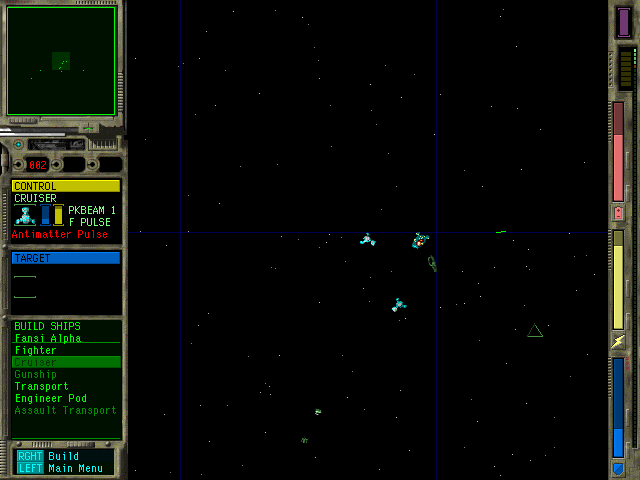 002
CONTROL
CRUISER
PKBEAM 1
F PULSE
Antimatter Pulse
TARGET
BUILD SHIPS
Fansi Alpha
Fighter
Cruiser
Gunship
Transport
Engineer Pod
Assault Transport
RGHT Build
LEFT Main Menu